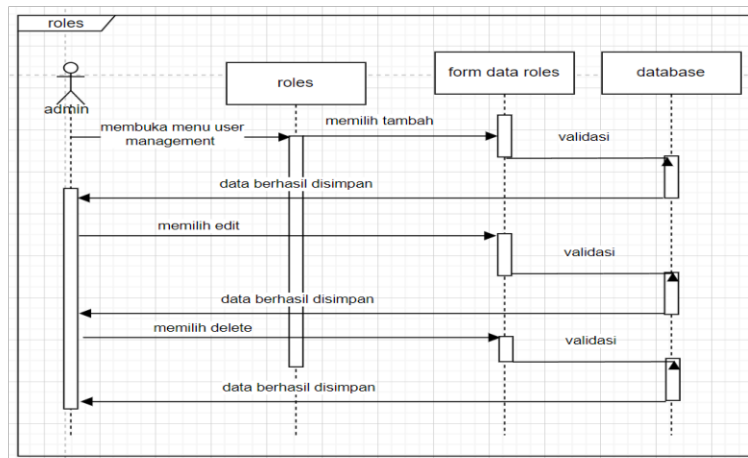 roles
roles
form data roles
database
admin
membuka menu user
management
memilih tambah
validasi
data berhasil disimpan
memilih edit
validasi
data berhasil disimpan
memilih delete
validasi
data berhasil disimpan